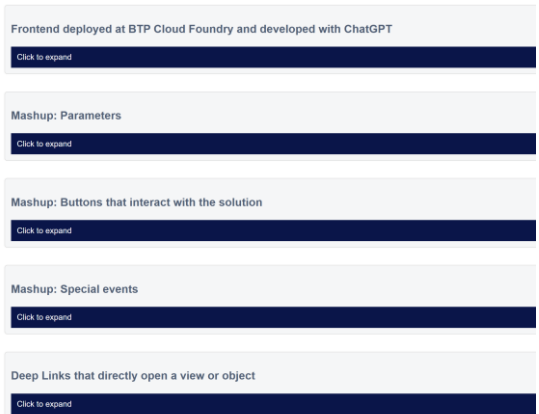 Frontend deployed at BTP Cloud Foundry and developed with ChatGPT
Click to expand
Mashup: Parameters
Click to expand
Mashup: Buttons that interact with the solution
Click to expand
Mashup: Special events
Click to expand
Deep Links that directly open a view or object
Click to expand